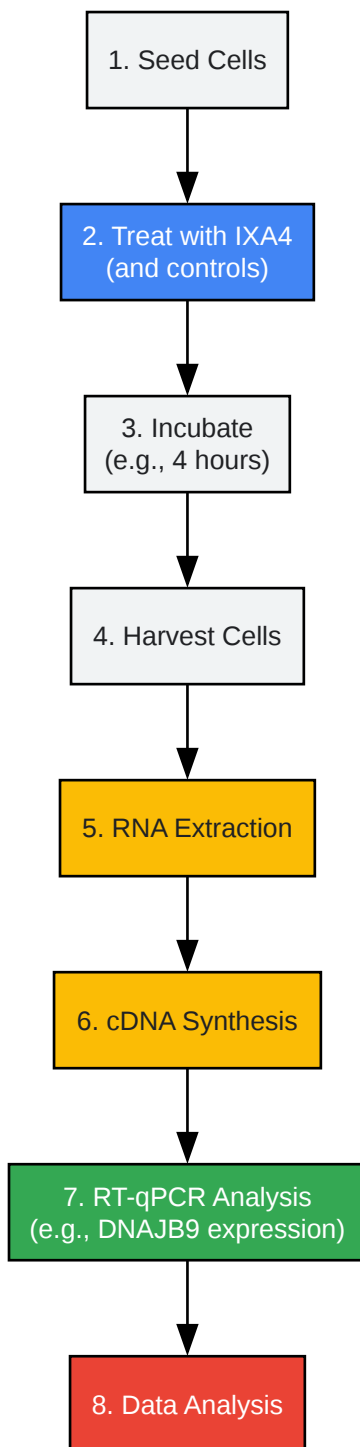 1. Seed Cells
2. Treat with IXA4
(and controls)
3. Incubate
(e.g., 4 hours)
4. Harvest Cells
5. RNA Extraction
6. cDNA Synthesis
7. RT-qPCR Analysis
(e.g., DNAJB9 expression)
8. Data Analysis